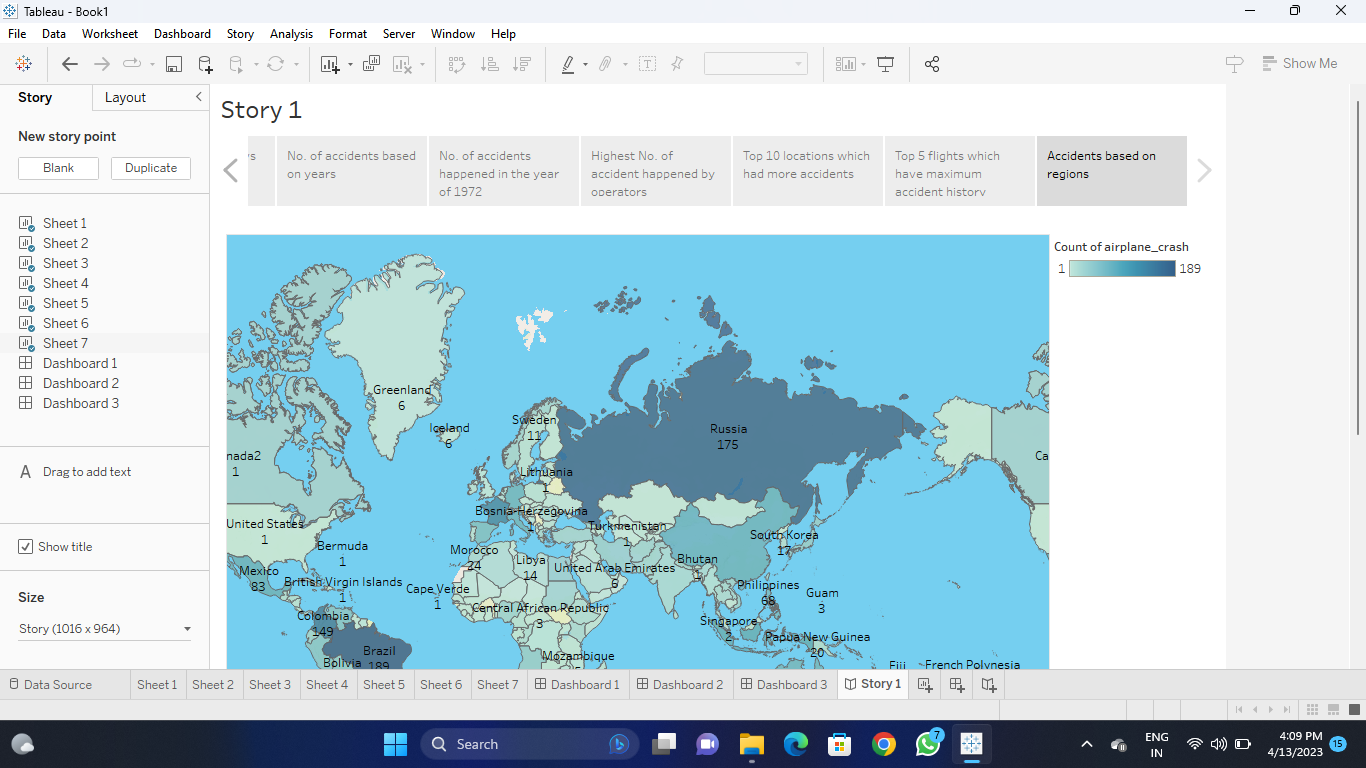 Tableau - Book1
File Data Worksheet Dashboard Story Analysis Format Server Window Help
Show Me
Story Layout
New story point
Blank Duplicate
Sheet 1
Sheet 2
Sheet 3
Sheet 4
Sheet 5
Sheet 6
Sheet 7
Dashboard 1
Dashboard 2
Dashboard 3
A Drag to add text
Show title
Size
Story (1016 x 964)
Story 1
No. of accidents based
on years
No. of accidents
happened in the year
of 1972
Highest No. of
accident happened by
operators
Top 10 locations which
had more accidents
Top 5 flights which
have maximum
accident history
Accidents based on
regions
Count of airplane_crash
1 189
Greenland
6
Iceland
6
Sweden
11
Russia
175
nada2
1
Ca
Lithuania
1
Bosnia-Herzegovina
1
Turkmenistan
1
United States
1
South Korea
17
Bermuda
1
Morocco
24
Libya
14
Bhutan
1
United Arab Emirates
6
Mexico
83
British Virgin Islands
1
Cape Verde
1
Philippines
68
Guam
3
Central African Republic
3
Colombia
149
Singapore
2
Papua New Guinea
20
Brazil
189
Bolivia
Mozambique
Fiji
French Polynesia
Data Source Sheet 1 Sheet 2 Sheet 3 Sheet 4 Sheet 5 Sheet 6 Sheet 7 Dashboard 1 Dashboard 2 Dashboard 3 Story 1
Search
7
ENG
IN
4:09 PM
4/13/2023
15